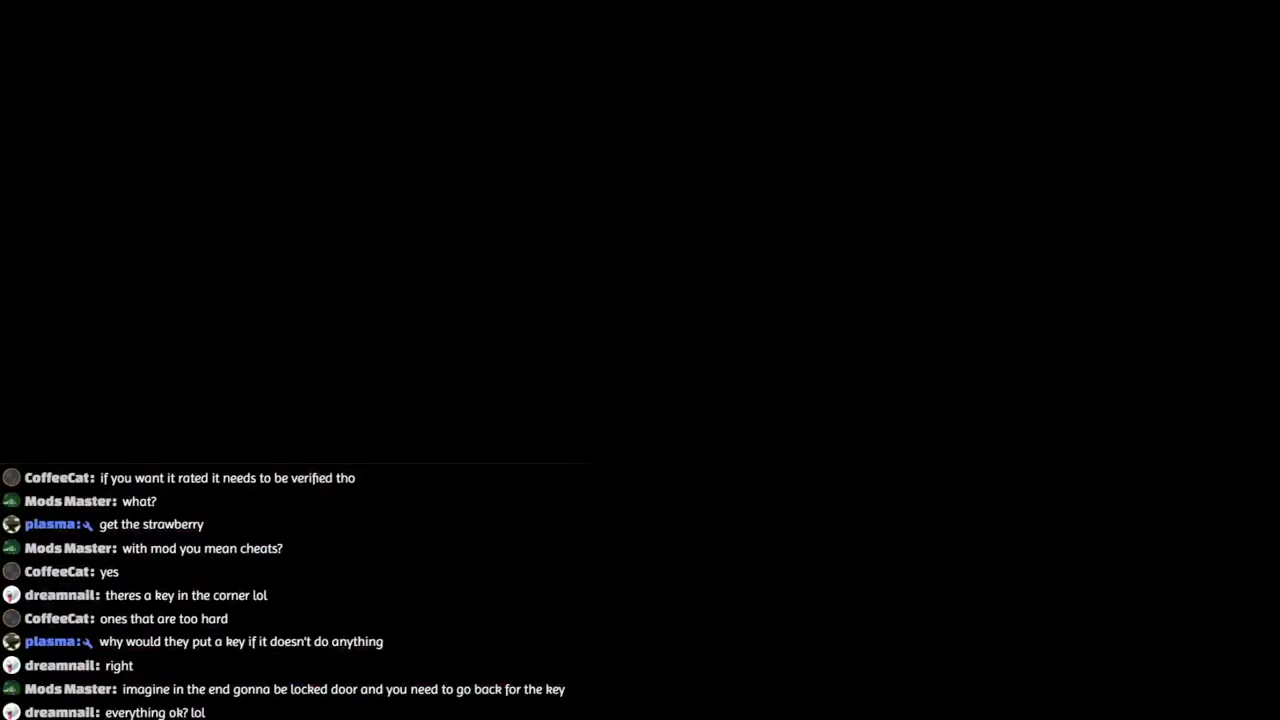 CoffeeCat: if you want it rated it needs to be verified tho
Mods Master: what?
plasma: get the strawberry
Mods Master: with mod you mean cheats?
CoffeeCat: yes
dreamnail: theres a key in the corner lol
CoffeeCat: ones that are too hard
plasma: why would they put a key if it doesn't do anything
dreamnail: right
Mods Master: imagine in the end gonna be locked door and you need to go back for the key
dreamnail: everything ok? lol